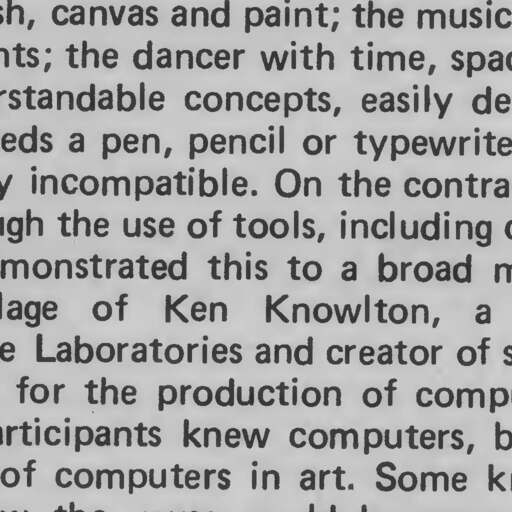 sh, canvas and paint; the music
nts; the dancer with time, spac
rstandable concepts, easily de
eds a pen, pencil or typewrite
y incompatible. On the contra
ugh the use of tools, including
monstrated this to a broad m
lage of Ken Knowlton, a
e Laboratories and creator of s
for the production of comp
articipants knew computers, b
of computers in art. Some k
the